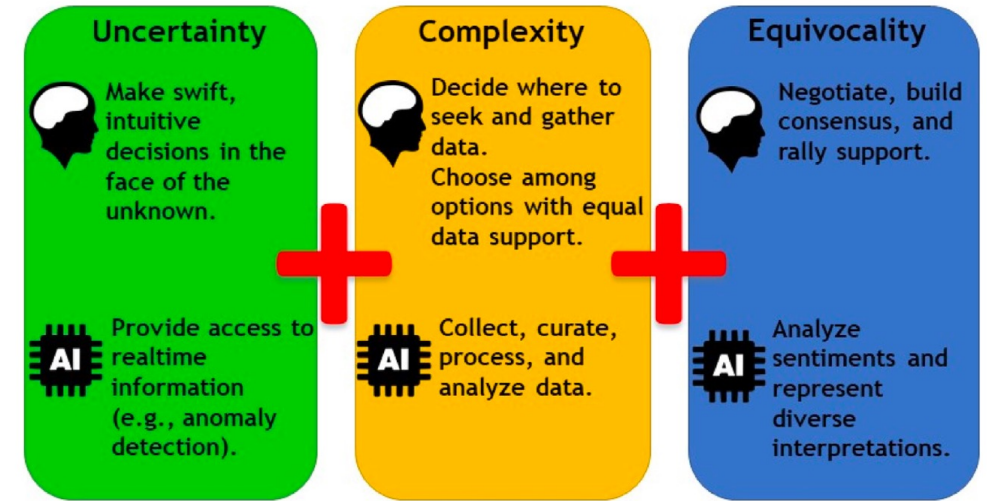 Uncertainty
Make swift,
intuitive
decisions in the
face of the
unknown.
AI
Provide access to
realtime
information
(e.g., anomaly
detection).
Complexity
Decide where to
seek and gather
data.
Choose among
options with equal
data support.
AI
Collect, curate,
process, and
analyze data.
Equivocality
Negotiate, build
consensus, and
rally support.
AI
Analyze
sentiments and
represent
diverse
interpretations.